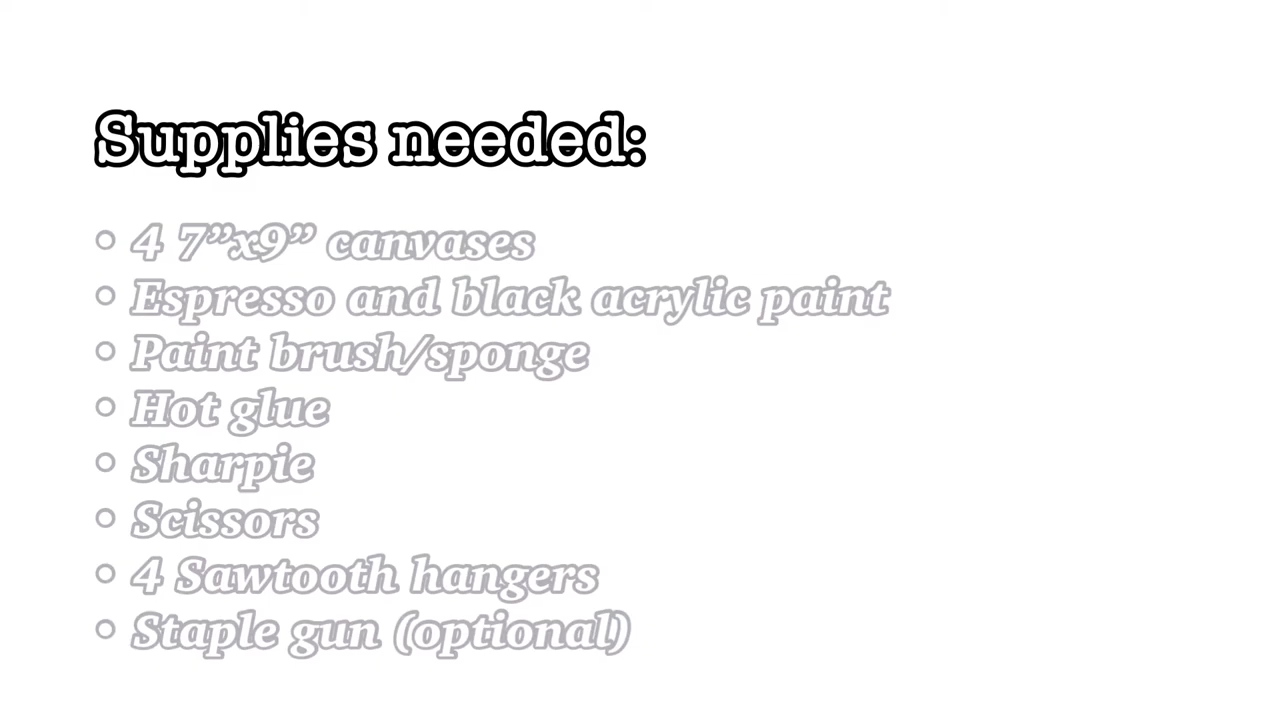 Supplies needed:
• 4 7”x9” canvases
• Espresso and black acrylic paint
• Paint brush/sponge
• Hot glue
• Sharpie
• Scissors
• 4 Sawtooth hangers
• Staple gun (optional)